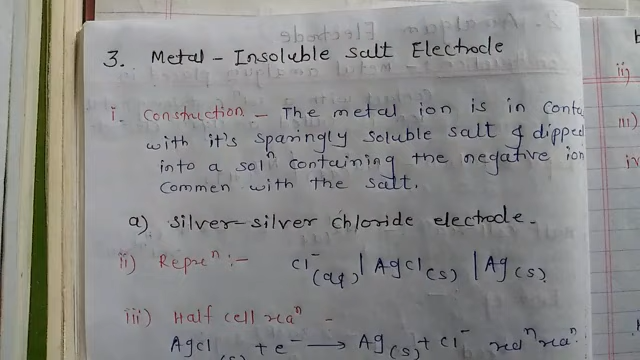 3. Metal - Insoluble salt Electrode
i. Construction - The metal ion is in conta
with it's sparingly soluble salt & dipped
into a solⁿ containing the negative ion
commen with the salt.
a) silver-silver chloride electrode.
ii) Repreⁿ :- Cl⁻(aq) | AgCl(s) | Ag(s)
iii) Half cell reaⁿ -
AgCl(s) + e⁻ → Ag(s) + Cl⁻ redⁿ reaⁿ.
ii)
iii)